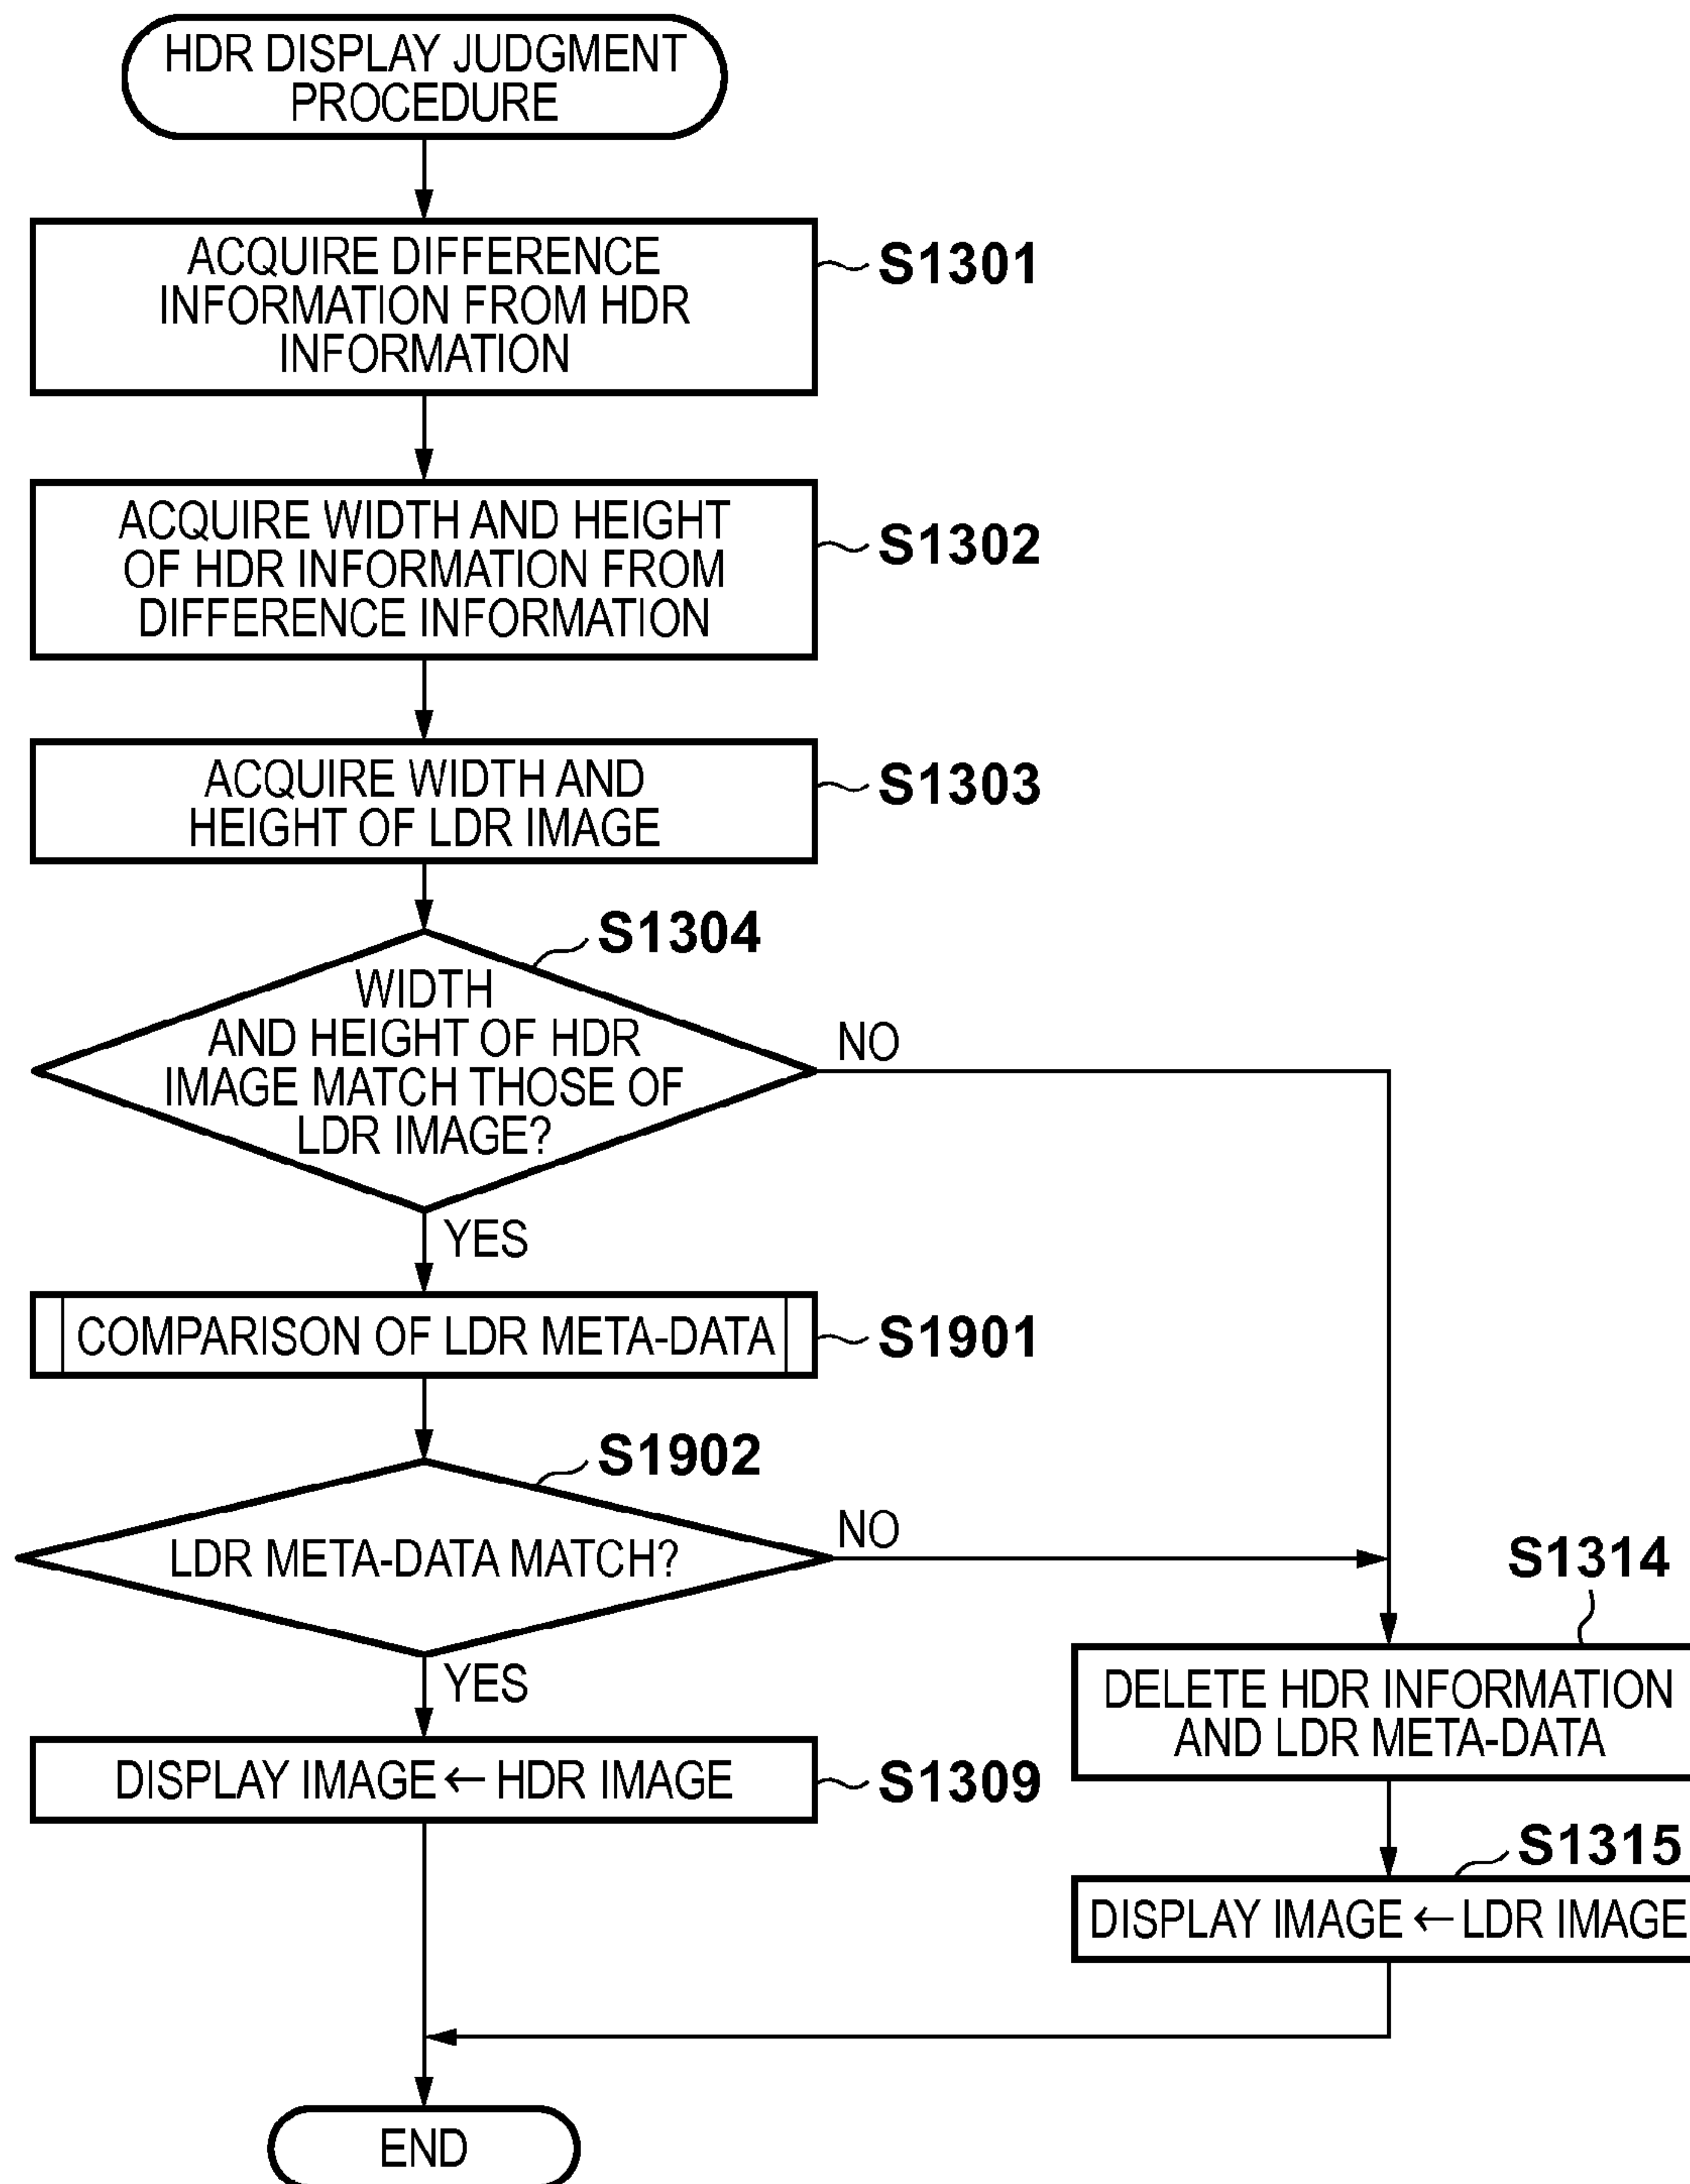 HDR DISPLAY JUDGMENT
PROCEDURE
ACQUIRE DIFFERENCE
INFORMATION FROM HDR
INFORMATION
S1301
ACQUIRE WIDTH AND HEIGHT
OF HDR INFORMATION FROM
DIFFERENCE INFORMATION
S1302
ACQUIRE WIDTH AND
HEIGHT OF LDR IMAGE
S1303
S1304
WIDTH
AND HEIGHT OF HDR
IMAGE MATCH THOSE OF
LDR IMAGE?
NO
YES
COMPARISON OF LDR META-DATA
S1901
S1902
LDR META-DATA MATCH?
NO
YES
S1314
DELETE HDR INFORMATION
AND LDR META-DATA
DISPLAY IMAGE ← HDR IMAGE
S1309
S1315
DISPLAY IMAGE ← LDR IMAGE
END